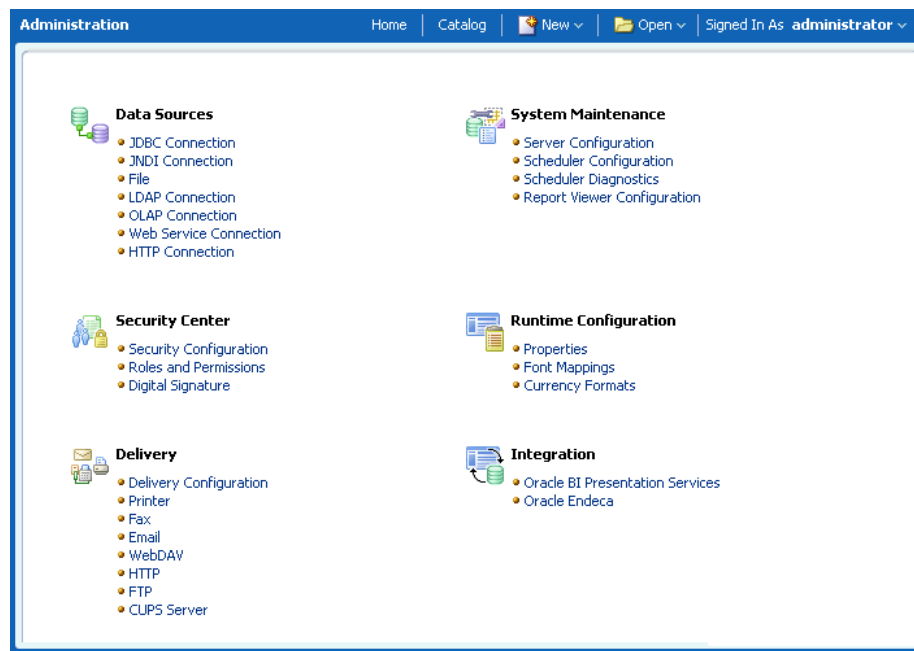 Administration
Home
Catalog
New
Open
Signed In As administrator
Data Sources
JDBC Connection
JNDI Connection
File
LDAP Connection
OLAP Connection
Web Service Connection
HTTP Connection
System Maintenance
Server Configuration
Scheduler Configuration
Scheduler Diagnostics
Report Viewer Configuration
Security Center
Security Configuration
Roles and Permissions
Digital Signature
Runtime Configuration
Properties
Font Mappings
Currency Formats
Delivery
Delivery Configuration
Printer
Fax
Email
WebDAV
HTTP
FTP
CUPS Server
Integration
Oracle BI Presentation Services
Oracle Endeca